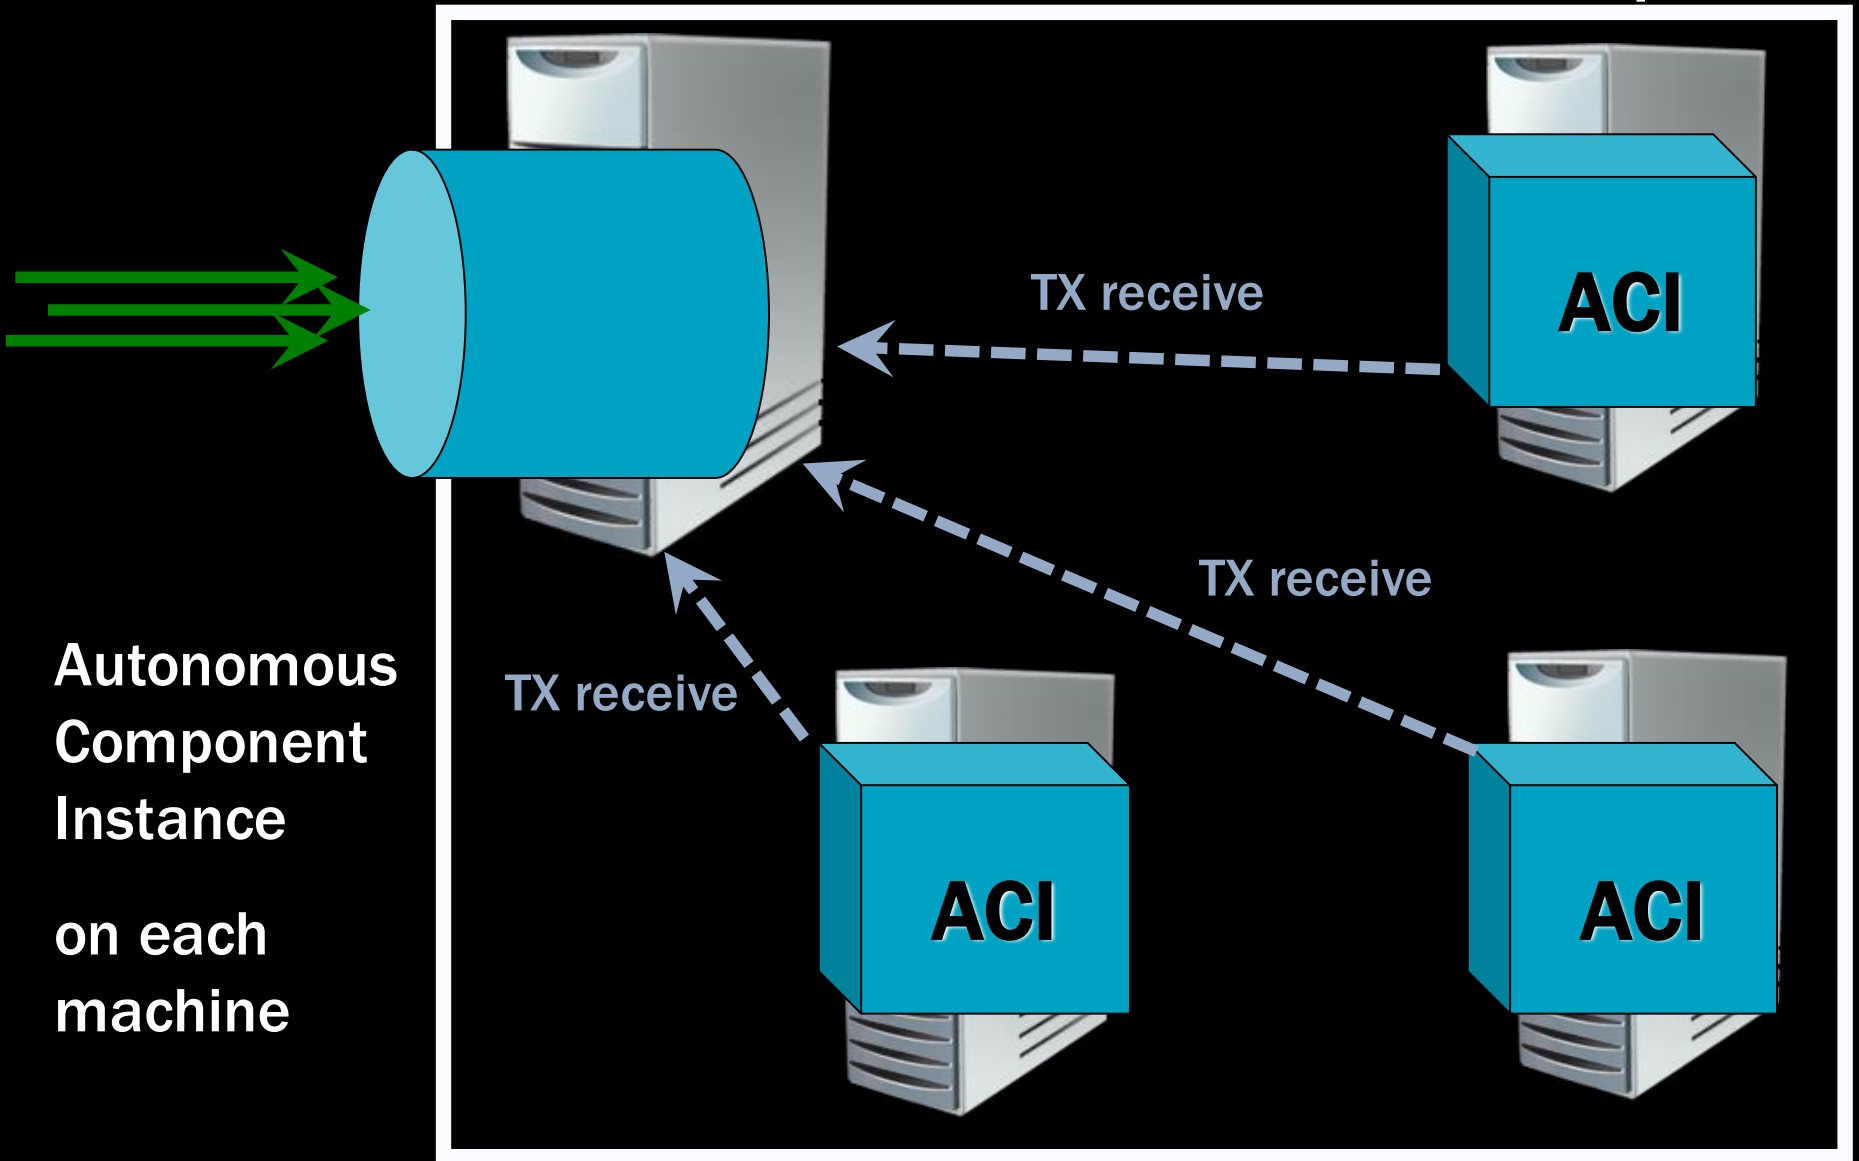 ACI
TX receive
TX receive
Autonomous
Component
Instance
on each
machine
TX receive
ACI
ACI